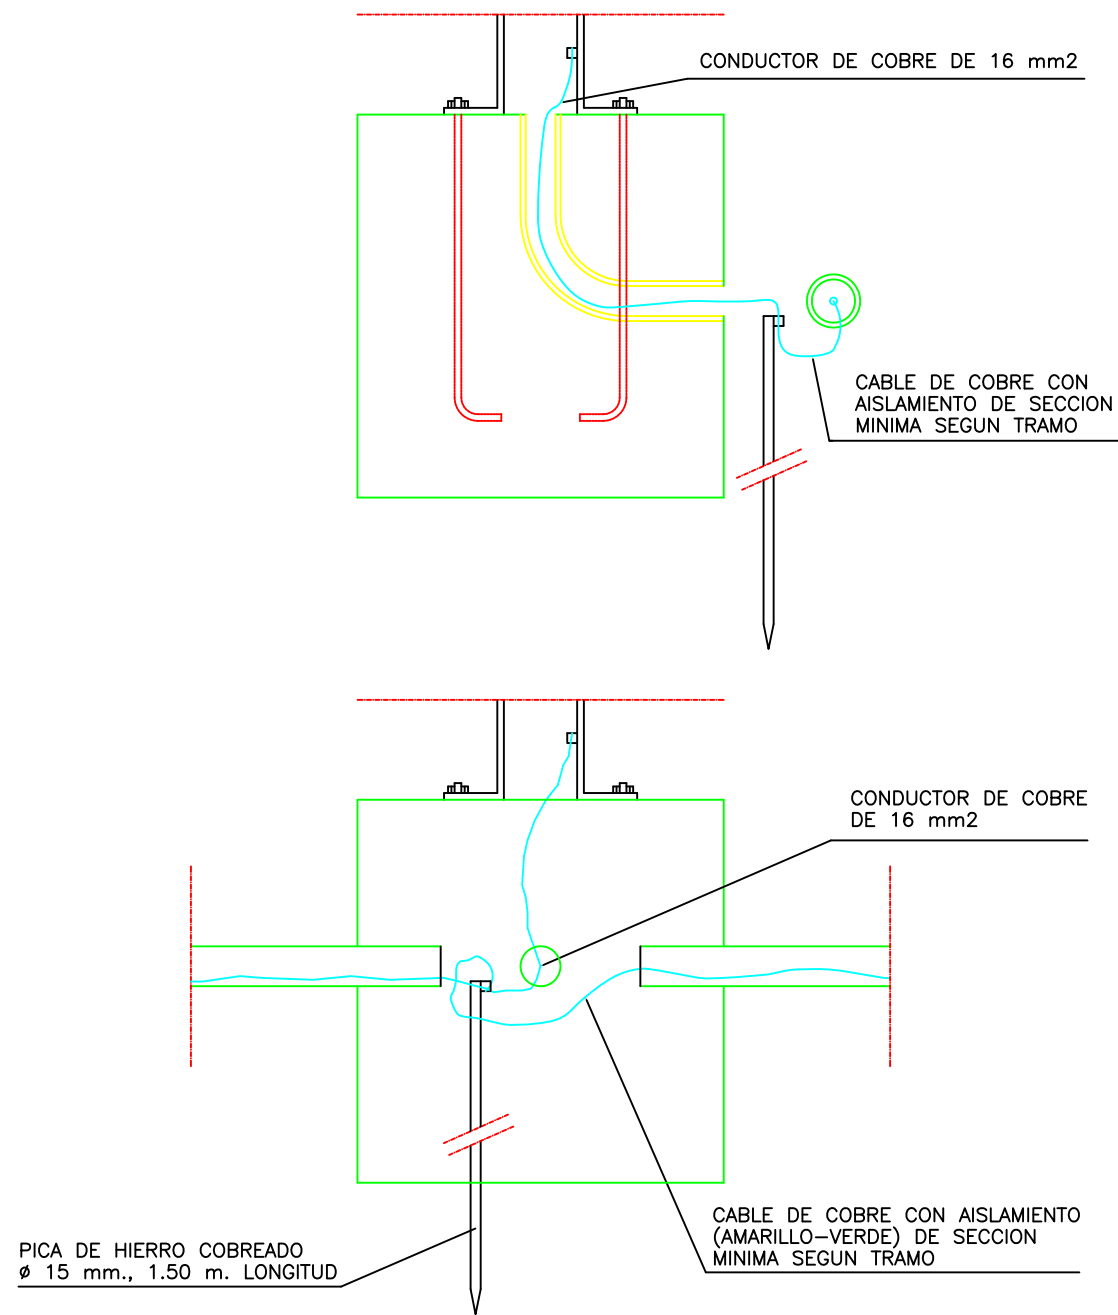 CONDUCTOR DE COBRE DE 16 mm2
CABLE DE COBRE CON
AISLAMIENTO DE SECCION
MINIMA SEGUN TRAMO
CONDUCTOR DE COBRE
DE 16 mm2
CABLE DE COBRE CON AISLAMIENTO
(AMARILLO-VERDE) DE SECCION
MINIMA SEGUN TRAMO
PICA DE HIERRO COBREADO
ø 15 mm., 1.50 m. LONGITUD